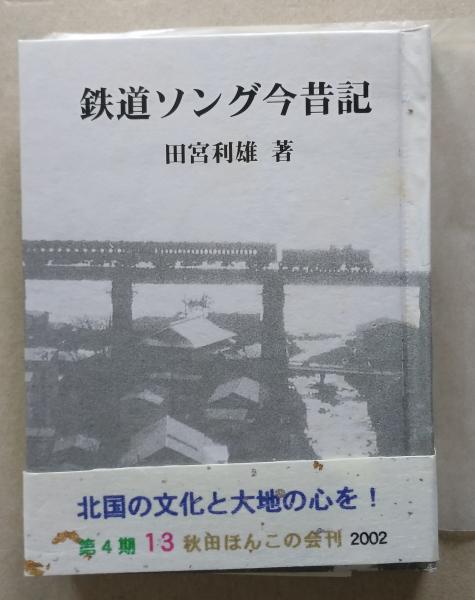 鉄道ソング今昔記
田宮利雄 著
北国の文化と大地の心を!
第4期 13 秋田ほんこの会刊 2002